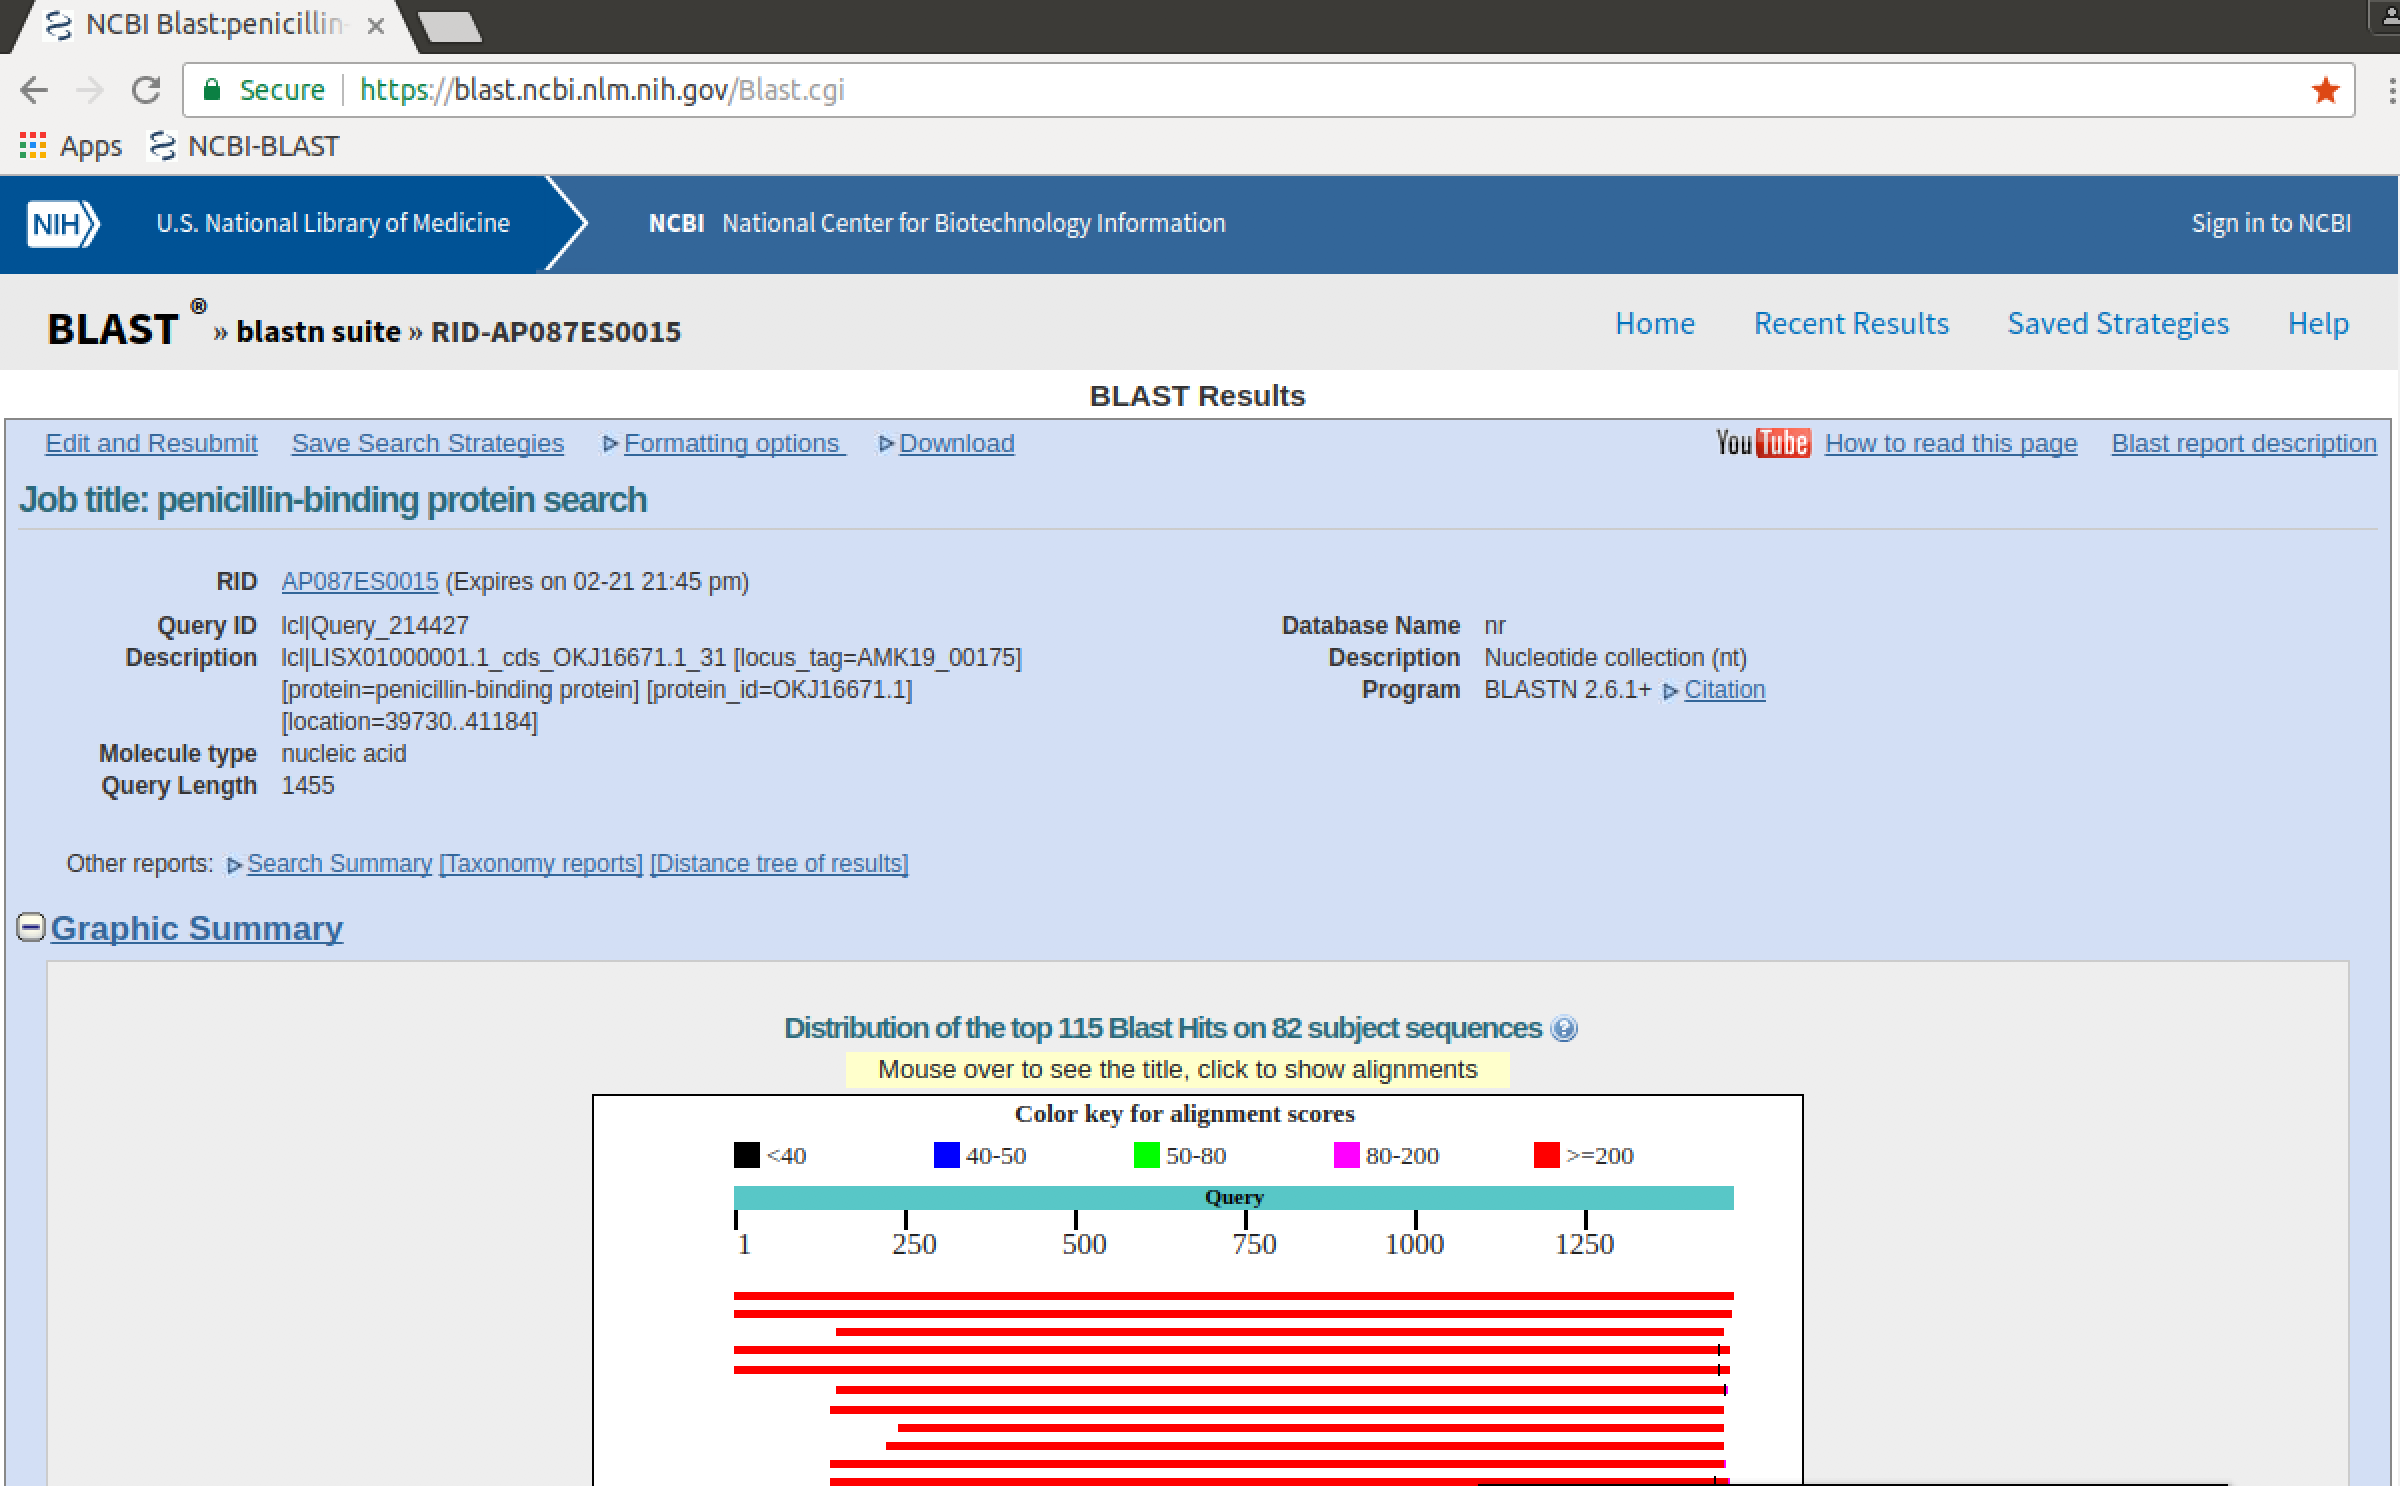 NCBI Blast:penicillin-
Secure https://blast.ncbi.nlm.nih.gov/Blast.cgi
Apps NCBI-BLAST
NIH U.S. National Library of Medicine NCBI National Center for Biotechnology Information Sign in to NCBI
BLAST ® » blastn suite » RID-AP087ES0015 Home Recent Results Saved Strategies Help
BLAST Results
Edit and Resubmit Save Search Strategies Formatting options Download YouTube How to read this page Blast report description
Job title: penicillin-binding protein search
RID AP087ES0015 (Expires on 02-21 21:45 pm)
Query ID lcl|Query_214427 Database Name nr
Description lcl|LISX01000001.1_cds_OKJ16671.1_31 [locus_tag=AMK19_00175] Description Nucleotide collection (nt)
[protein=penicillin-binding protein] [protein_id=OKJ16671.1] Program BLASTN 2.6.1+ Citation
[location=39730..41184]
Molecule type nucleic acid
Query Length 1455
Other reports: Search Summary [Taxonomy reports] [Distance tree of results]
Graphic Summary
Distribution of the top 115 Blast Hits on 82 subject sequences ?
Mouse over to see the title, click to show alignments
Color key for alignment scores
<40 40-50 50-80 80-200 >=200
Query
1 250 500 750 1000 1250